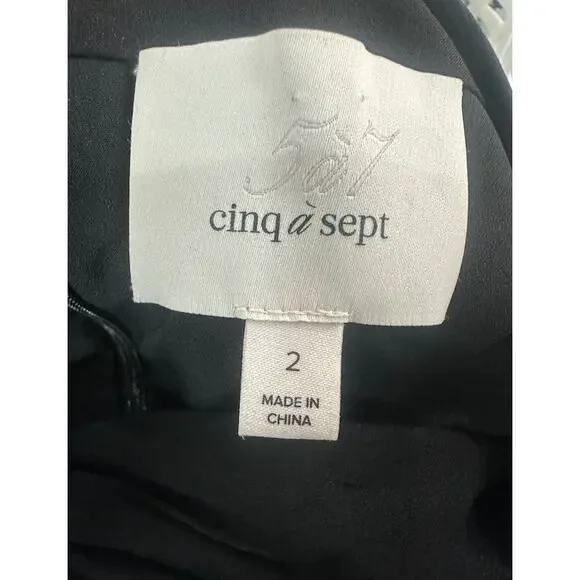 5à7
cinq à sept
2
MADE IN
CHINA